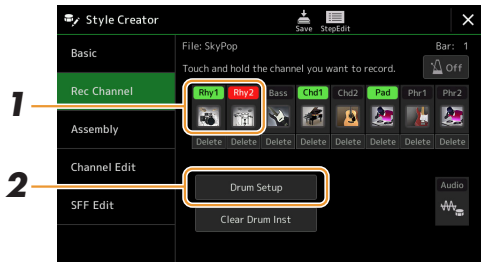 Style Creator
Save StepEdit
Basic
File: SkyPop Bar: 1
Touch and hold the channel you want to record.
Off
Rec Channel
Rhy1 Rhy2 Bass Chd1 Chd2 Pad Phr1 Phr2
1
Assembly
Delete Delete Delete Delete Delete Delete Delete Delete
Channel Edit
2
Drum Setup
Audio
SFF Edit
Clear Drum Inst